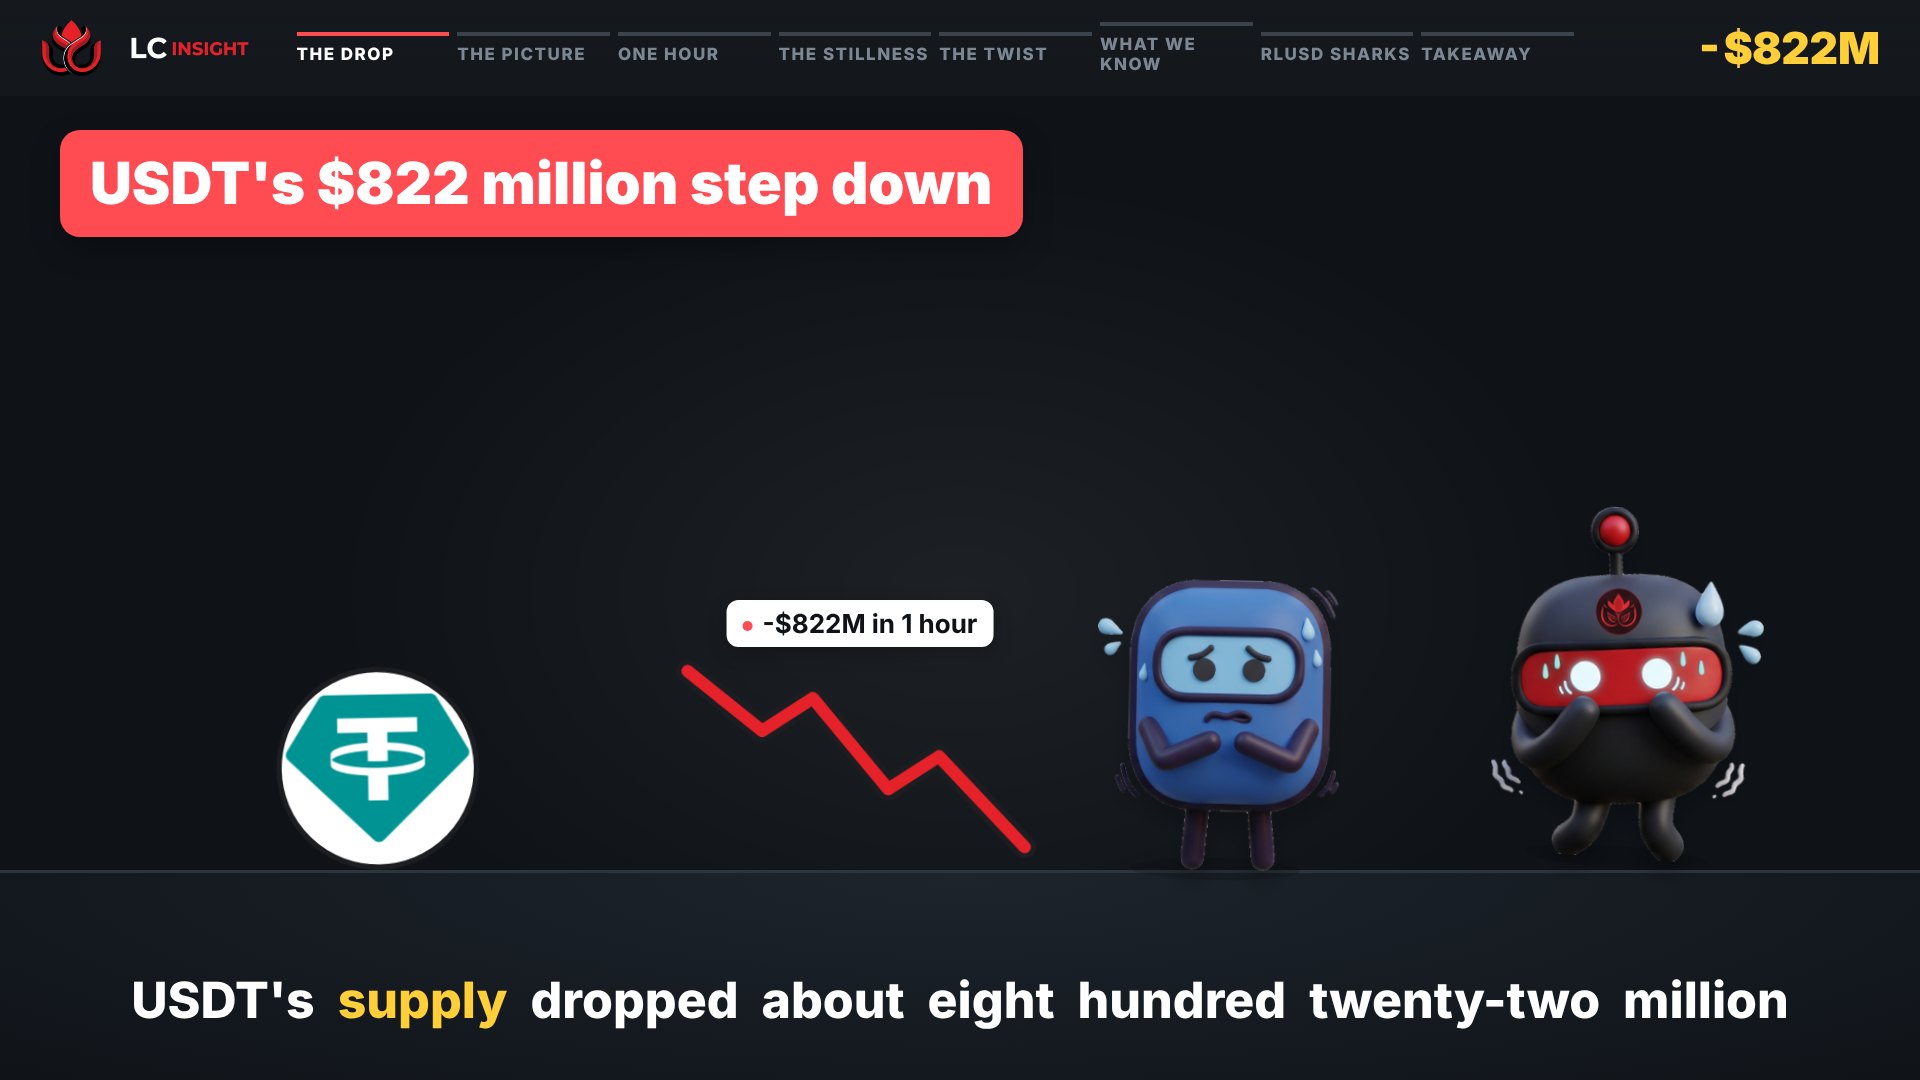 LC INSIGHT
THE DROP
THE PICTURE
ONE HOUR
THE STILLNESS
THE TWIST
WHAT WE
KNOW
RLUSD SHARKS
TAKEAWAY
-$822M
USDT's $822 million step down
-$822M in 1 hour
USDT's supply dropped about eight hundred twenty-two million